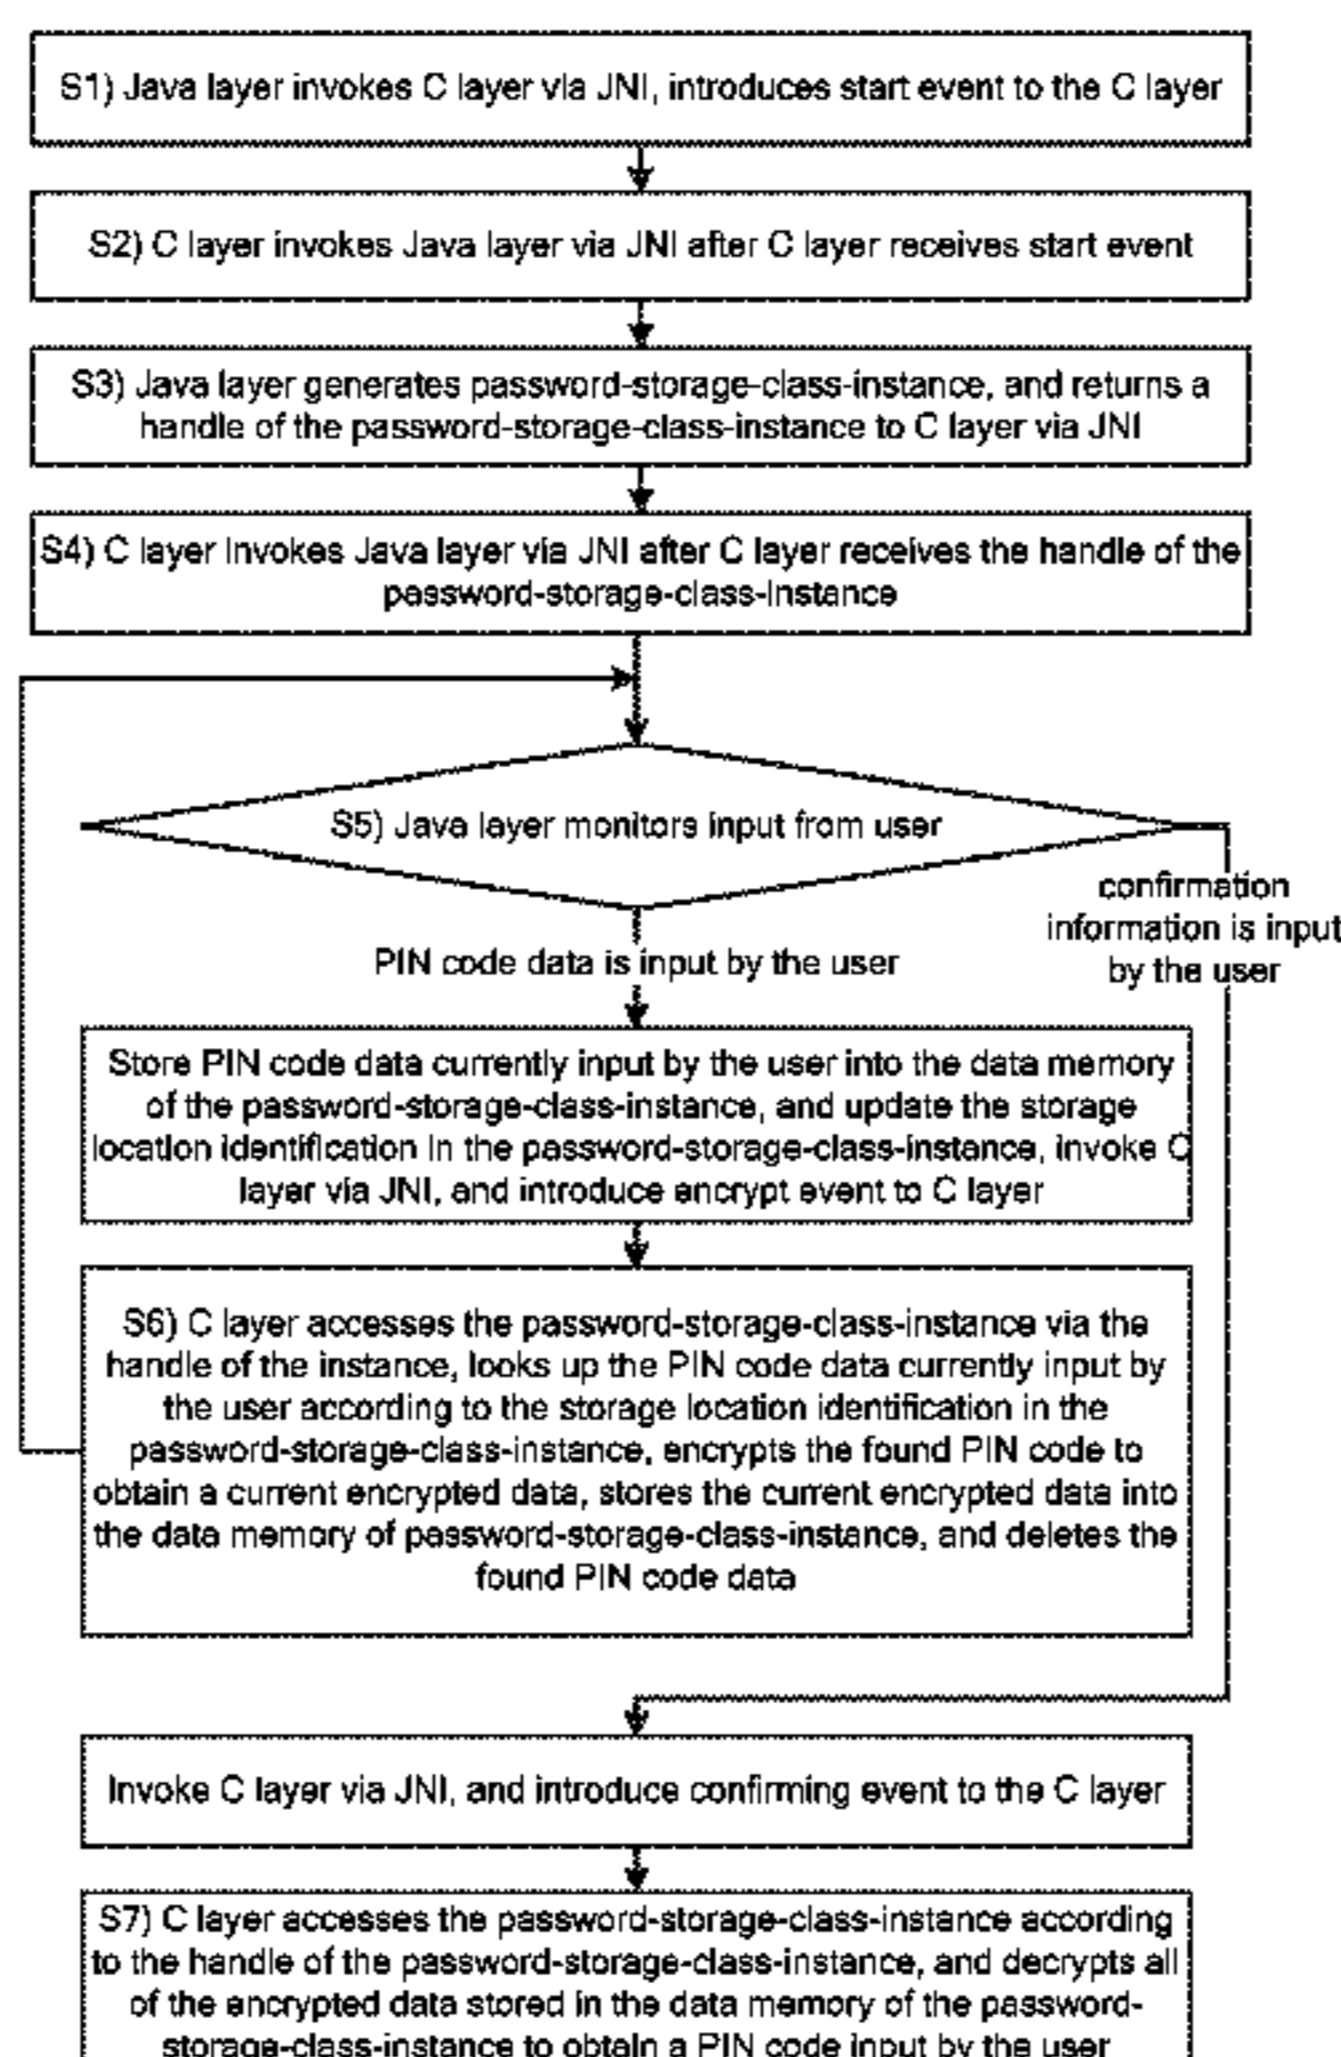 S1) Java layer invokes C layer via JNI, introduces start event to the C layer
S2) C layer invokes Java layer via JNI after C layer receives start event
S3) Java layer generates password-storage-class-instance, and returns a
handle of the password-storage-class-instance to C layer via JNI
S4) C layer invokes Java layer via JNI after C layer receives the handle of the
password-storage-class-instance
S5) Java layer monitors input from user
confirmation
information is input
by the user
PIN code data is input by the user
Store PIN code data currently input by the user into the data memory
of the password-storage-class-instance, and update the storage
location identification in the password-storage-class-instance, invoke C
layer via JNI, and introduce encrypt event to C layer
S6) C layer accesses the password-storage-class-instance via the
handle of the instance, looks up the PIN code data currently input by
the user according to the storage location identification in the
password-storage-class-instance, encrypts the found PIN code to
obtain a current encrypted data, stores the current encrypted data into
the data memory of password-storage-class-instance, and deletes the
found PIN code data
Invoke C layer via JNI, and introduce confirming event to the C layer
S7) C layer accesses the password-storage-class-instance according
to the handle of the password-storage-class-instance, and decrypts all
of the encrypted data stored in the data memory of the password-
storage-class-instance to obtain a PIN code input by the user